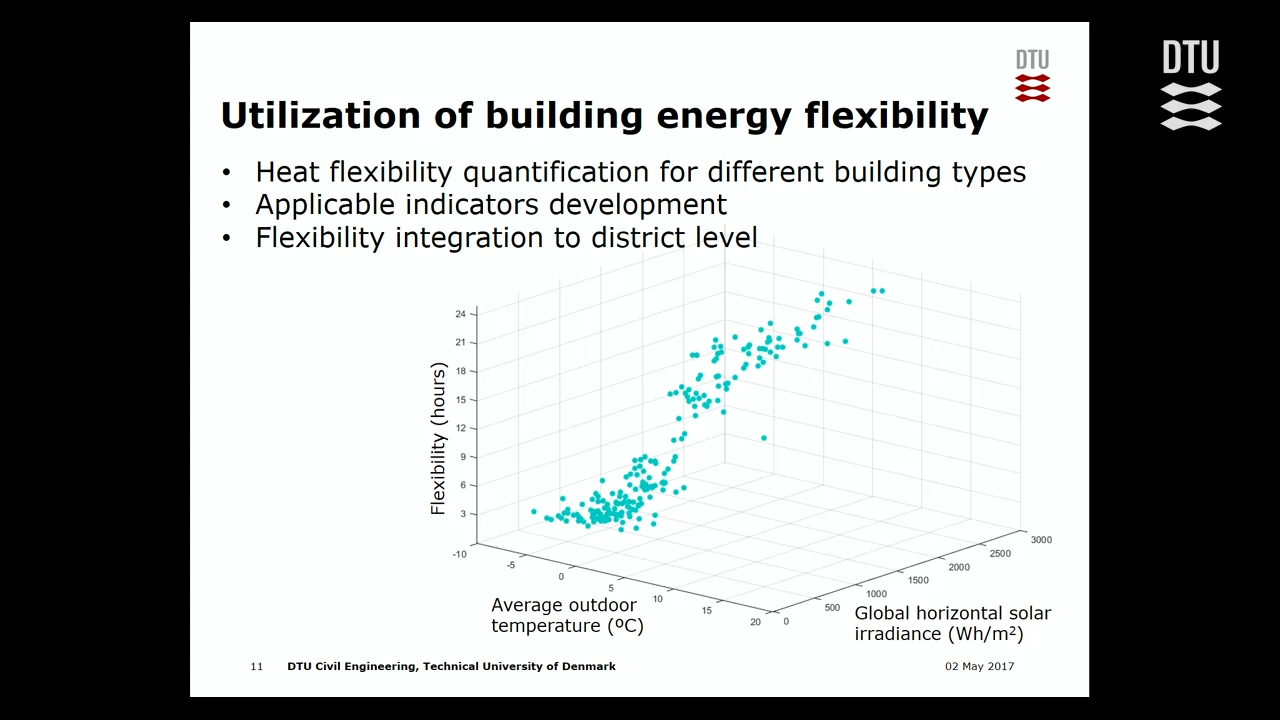 DTU
DTU
Utilization of building energy flexibility
• Heat flexibility quantification for different building types
• Applicable indicators development
• Flexibility integration to district level
24
21
18
15
12
9
6
3
Flexibility (hours)
-10
-5
0
5
10
15
20
Average outdoor
temperature (ºC)
0
500
1000
1500
2000
2500
3000
Global horizontal solar
irradiance (Wh/m²)
11 DTU Civil Engineering, Technical University of Denmark 02 May 2017